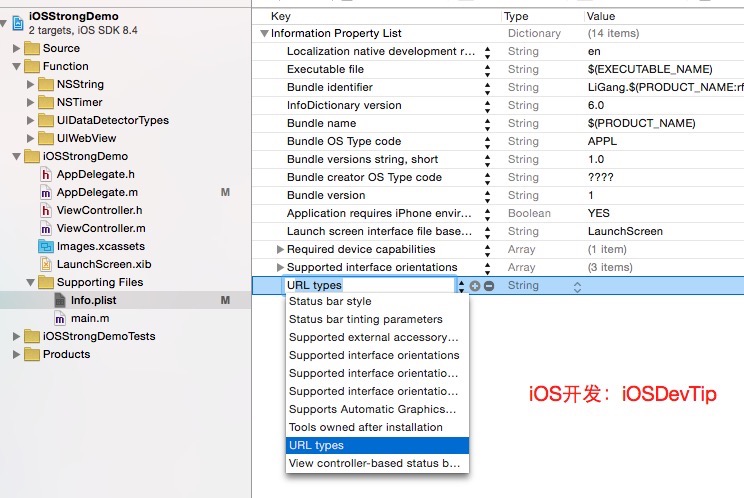 iOSStrongDemo
2 targets, iOS SDK 8.4
Source
Function
NSString
NSTimer
UIDataDetectorTypes
UIWebView
iOSStrongDemo
AppDelegate.h
AppDelegate.m M
ViewController.h
ViewController.m
Images.xcassets
LaunchScreen.xib
Supporting Files
Info.plist M
main.m
iOSStrongDemoTests
Products
Key Type Value
Information Property List Dictionary (14 items)
Localization native development r... String en
Executable file String $(EXECUTABLE_NAME)
Bundle identifier String LiGang.$(PRODUCT_NAME:rf
InfoDictionary version String 6.0
Bundle name String $(PRODUCT_NAME)
Bundle OS Type code String APPL
Bundle versions string, short String 1.0
Bundle creator OS Type code String ????
Bundle version String 1
Application requires iPhone envir... Boolean YES
Launch screen interface file base... String LaunchScreen
Required device capabilities Array (1 item)
Supported interface orientations Array (3 items)
URL types String
Status bar style
Status bar tinting parameters
Supported external accessory...
Supported interface orientations
Supported interface orientatio...
Supported interface orientatio...
Supports Automatic Graphics...
Tools owned after installation
URL types
View controller-based status b...
iOS开发：iOSDevTip